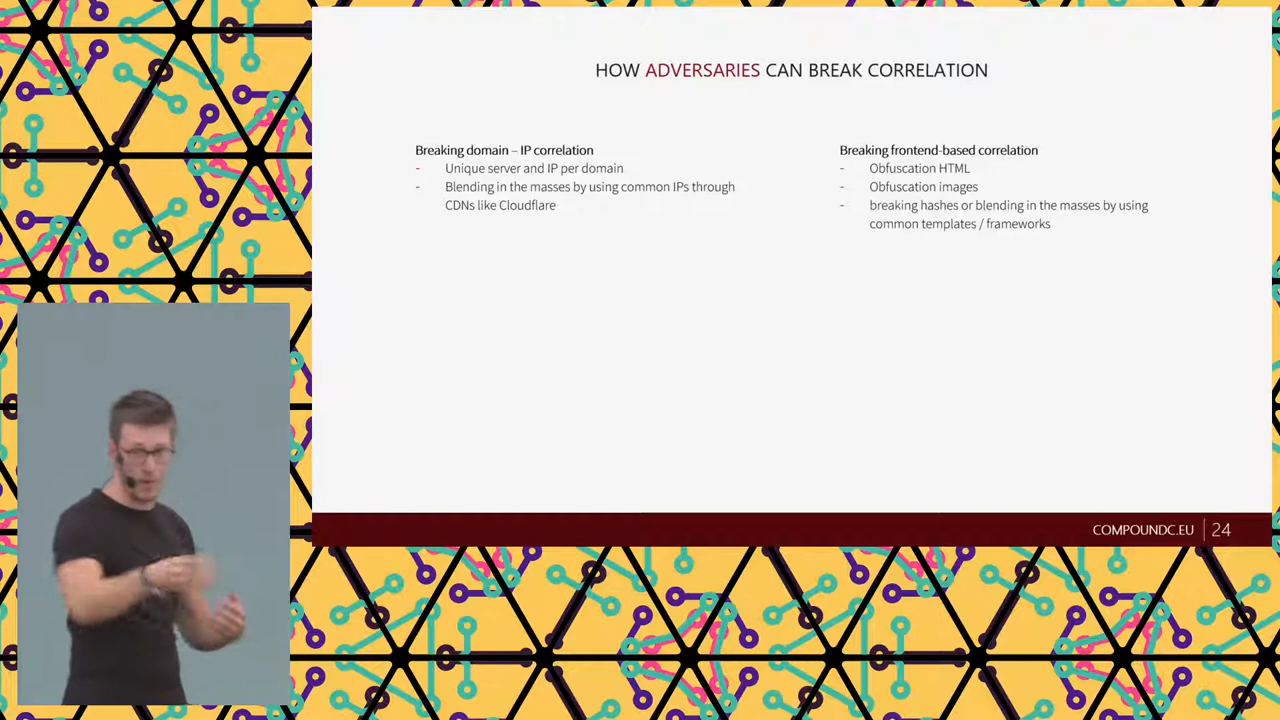 HOW ADVERSARIES CAN BREAK CORRELATION
Breaking domain – IP correlation
- Unique server and IP per domain
- Blending in the masses by using common IPs through
CDNs like Cloudflare
Breaking frontend-based correlation
- Obfuscation HTML
- Obfuscation images
- breaking hashes or blending in the masses by using
common templates / frameworks
COMPOUNDC.EU | 24